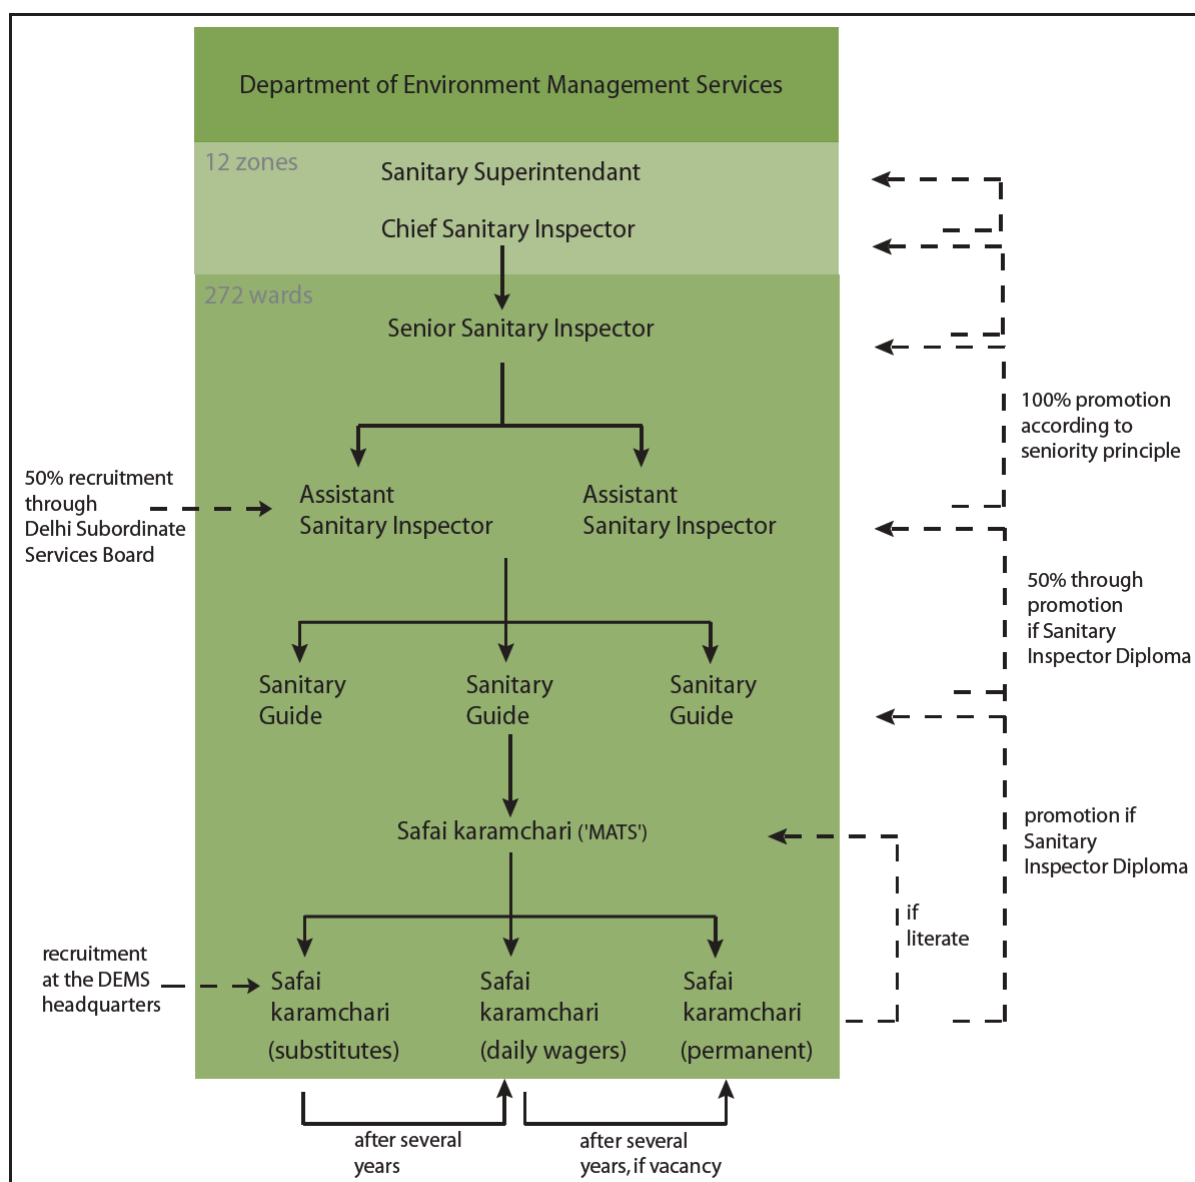 Department of Environment Management Services
12 zones
Sanitary Superintendant
Chief Sanitary Inspector
272 wards
Senior Sanitary Inspector
100% promotion
according to
seniority principle
50% recruitment
through
Delhi Subordinate
Services Board
Assistant
Sanitary Inspector
Assistant
Sanitary Inspector
50% through
promotion
if Sanitary
Inspector Diploma
Sanitary
Guide
Sanitary
Guide
Sanitary
Guide
Safai karamchari ('MATS')
promotion if
Sanitary
Inspector Diploma
if
literate
recruitment
at the DEMS
headquarters
Safai
karamchari
(substitutes)
Safai
karamchari
(daily wagers)
Safai
karamchari
(permanent)
after several
years
after several
years, if vacancy